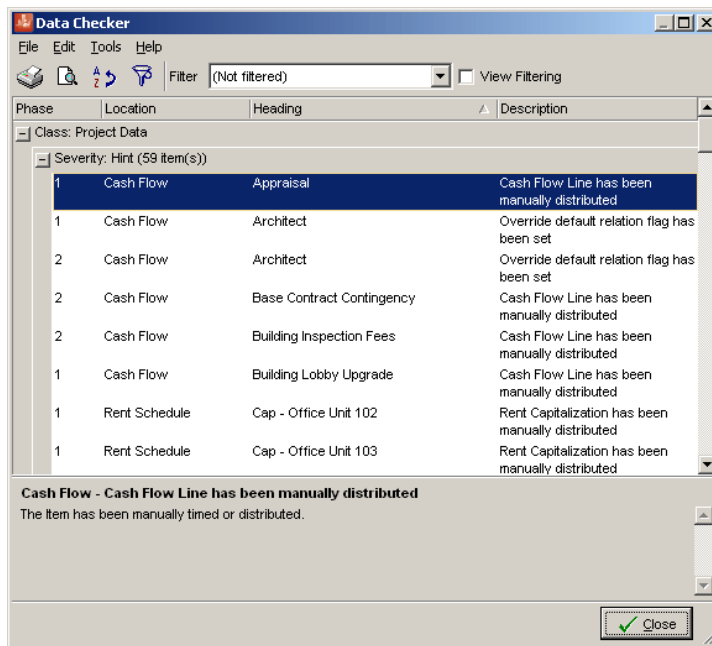 Data Checker
File Edit Tools Help
Filter (Not filtered) View Filtering
Phase Location Heading Description
Class: Project Data
Severity: Hint (59 item(s))
1 Cash Flow Appraisal Cash Flow Line has been
manually distributed
1 Cash Flow Architect Override default relation flag has
been set
2 Cash Flow Architect Override default relation flag has
been set
2 Cash Flow Base Contract Contingency Cash Flow Line has been
manually distributed
2 Cash Flow Building Inspection Fees Cash Flow Line has been
manually distributed
1 Cash Flow Building Lobby Upgrade Cash Flow Line has been
manually distributed
1 Rent Schedule Cap - Office Unit 102 Rent Capitalization has been
manually distributed
1 Rent Schedule Cap - Office Unit 103 Rent Capitalization has been
manually distributed
Cash Flow - Cash Flow Line has been manually distributed
The Item has been manually timed or distributed.
Close